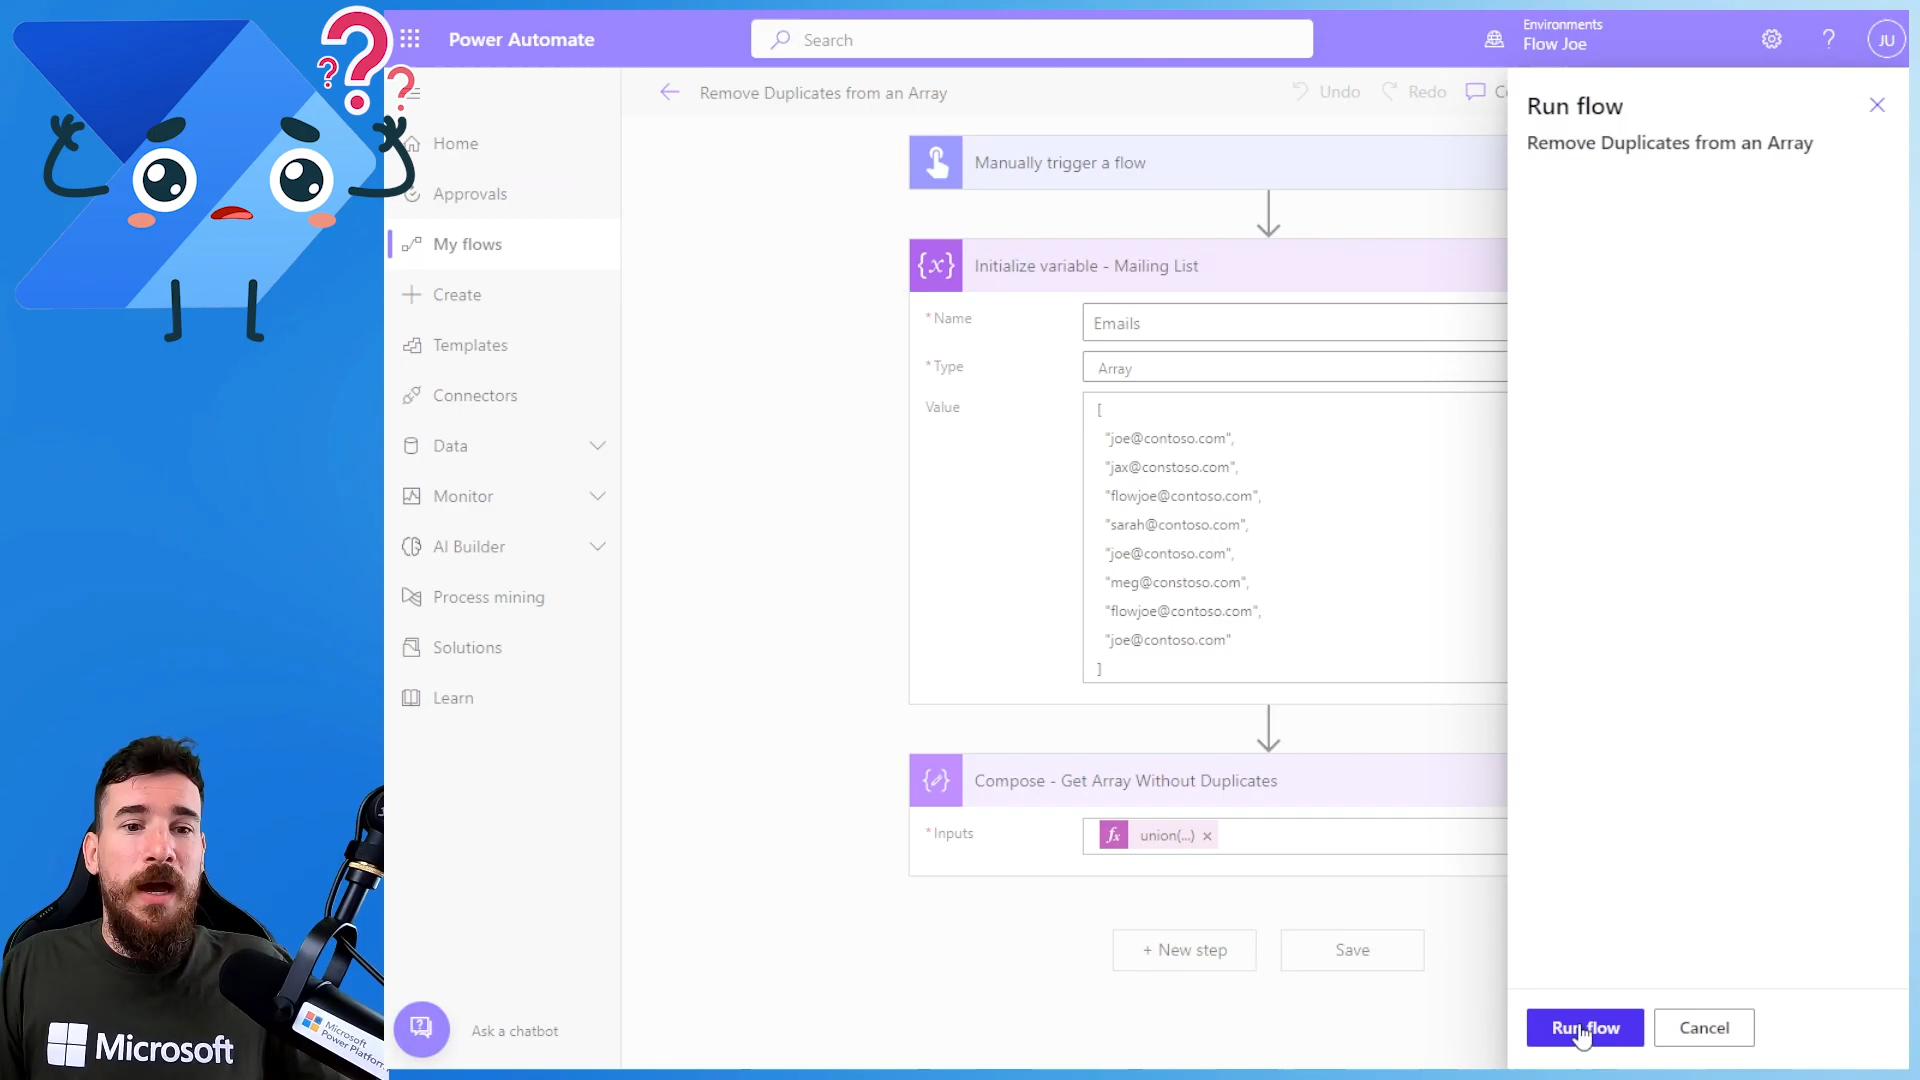 Power Automate
Search
Environments
Flow Joe
JU
Remove Duplicates from an Array
Undo
Redo
Home
Approvals
My flows
Create
Templates
Connectors
Data
Monitor
AI Builder
Process mining
Solutions
Learn
Ask a chatbot
Manually trigger a flow
{x} Initialize variable - Mailing List
* Name
Emails
* Type
Array
Value
[
"joe@contoso.com",
"jax@constoso.com",
"flowjoe@contoso.com",
"sarah@contoso.com",
"joe@contoso.com",
"meg@constoso.com",
"flowjoe@contoso.com",
"joe@contoso.com"
]
Compose - Get Array Without Duplicates
* Inputs
fx union(...) ×
+ New step
Save
Run flow
Remove Duplicates from an Array
Run flow
Cancel
Microsoft
Microsoft
Power Platform